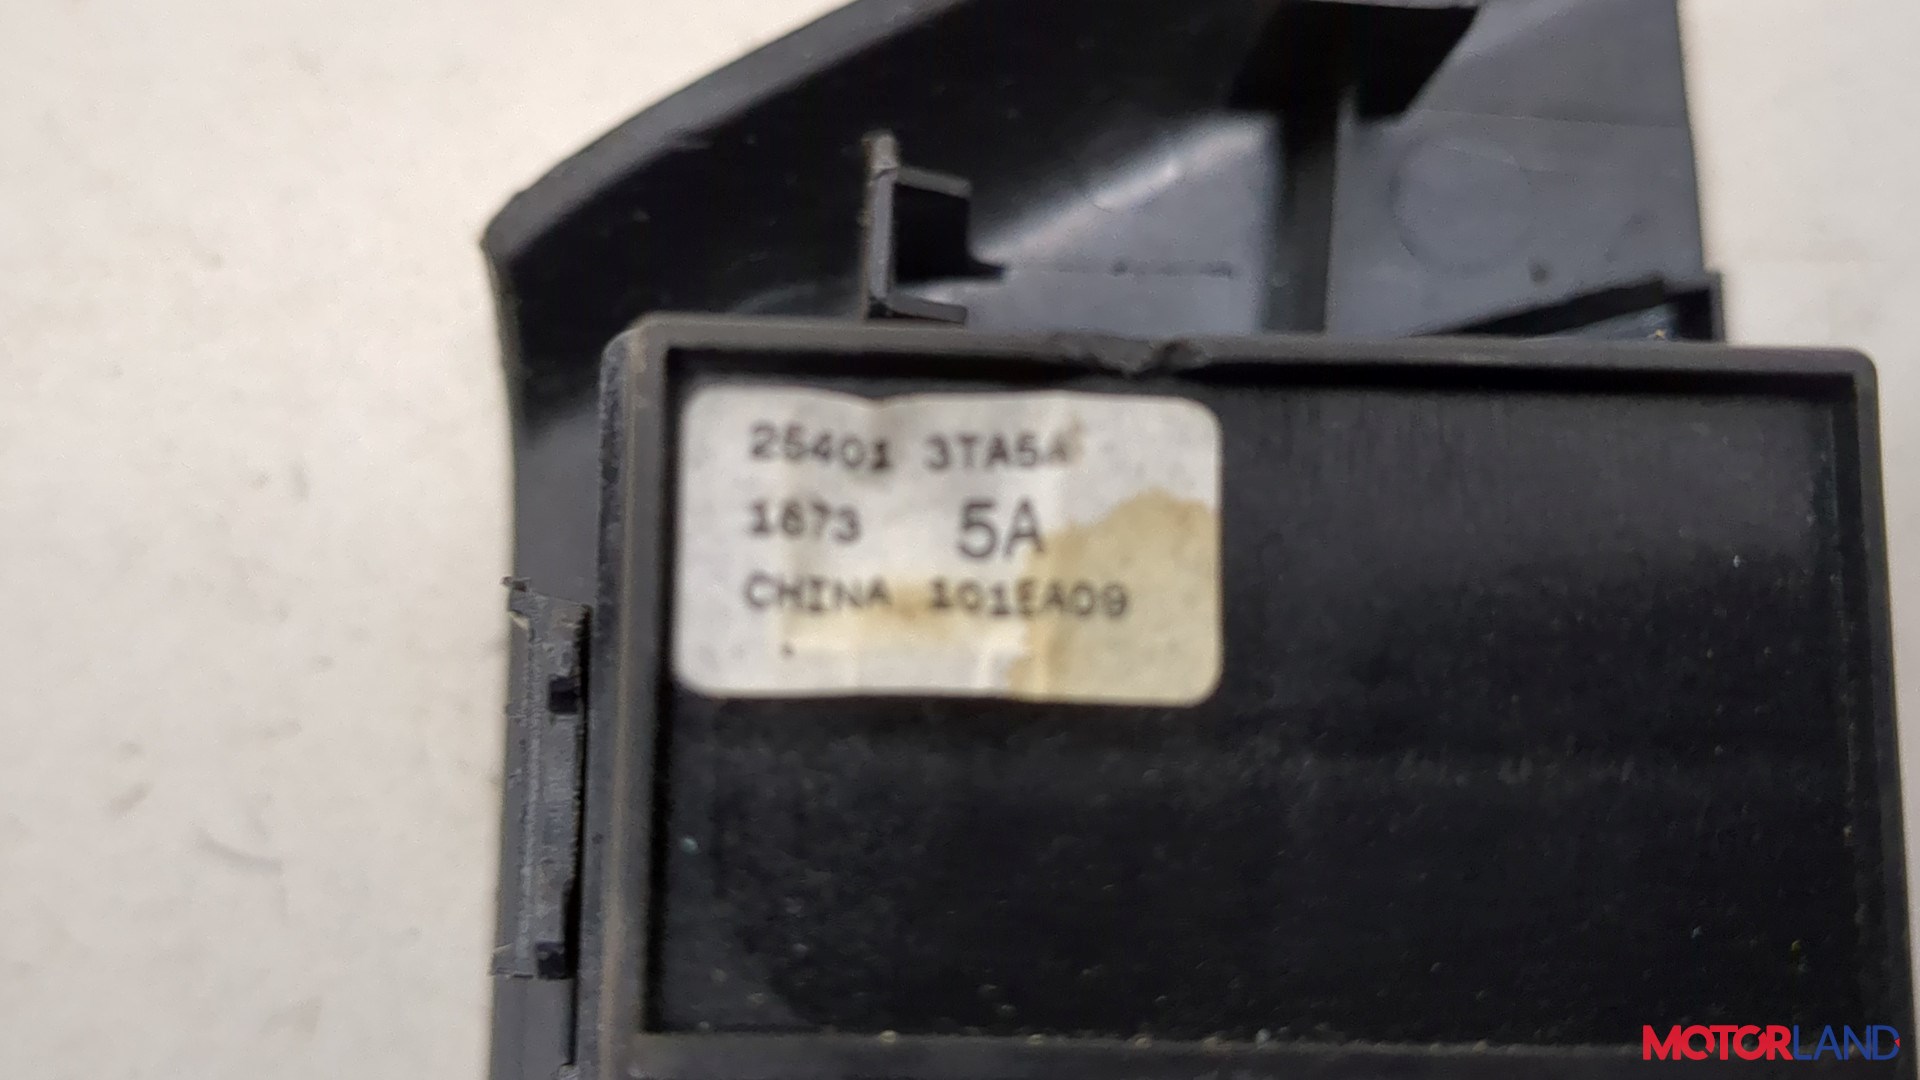 25401 3TA5A
1673 5A
CHINA 101EA09
MOTORLAND